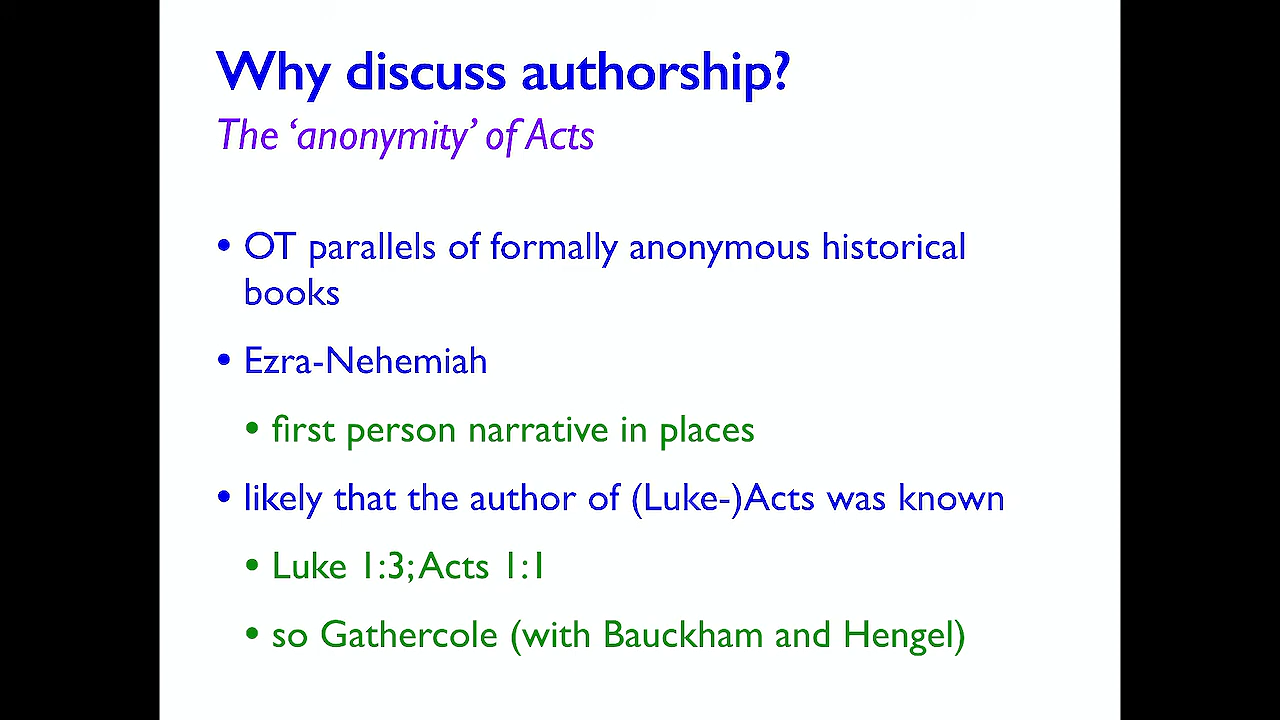 Why discuss authorship?
The ‘anonymity’ of Acts
• OT parallels of formally anonymous historical
books
• Ezra-Nehemiah
• first person narrative in places
• likely that the author of (Luke-)Acts was known
• Luke 1:3; Acts 1:1
• so Gathercole (with Bauckham and Hengel)